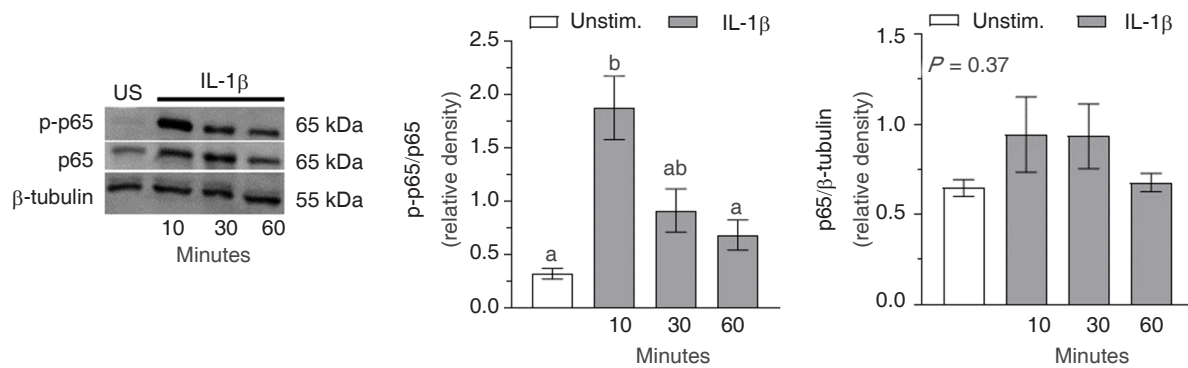 US
IL-1β
p-p65
65 kDa
p65
65 kDa
β-tubulin
55 kDa
10 30 60
Minutes
Unstim. IL-1β
p-p65/p65
(relative density)
2.5
2.0
1.5
1.0
0.5
0.0
a
b
ab
a
10 30 60
Minutes
Unstim. IL-1β
p65/β-tubulin
(relative density)
1.5
1.0
0.5
0.0
P = 0.37
10 30 60
Minutes